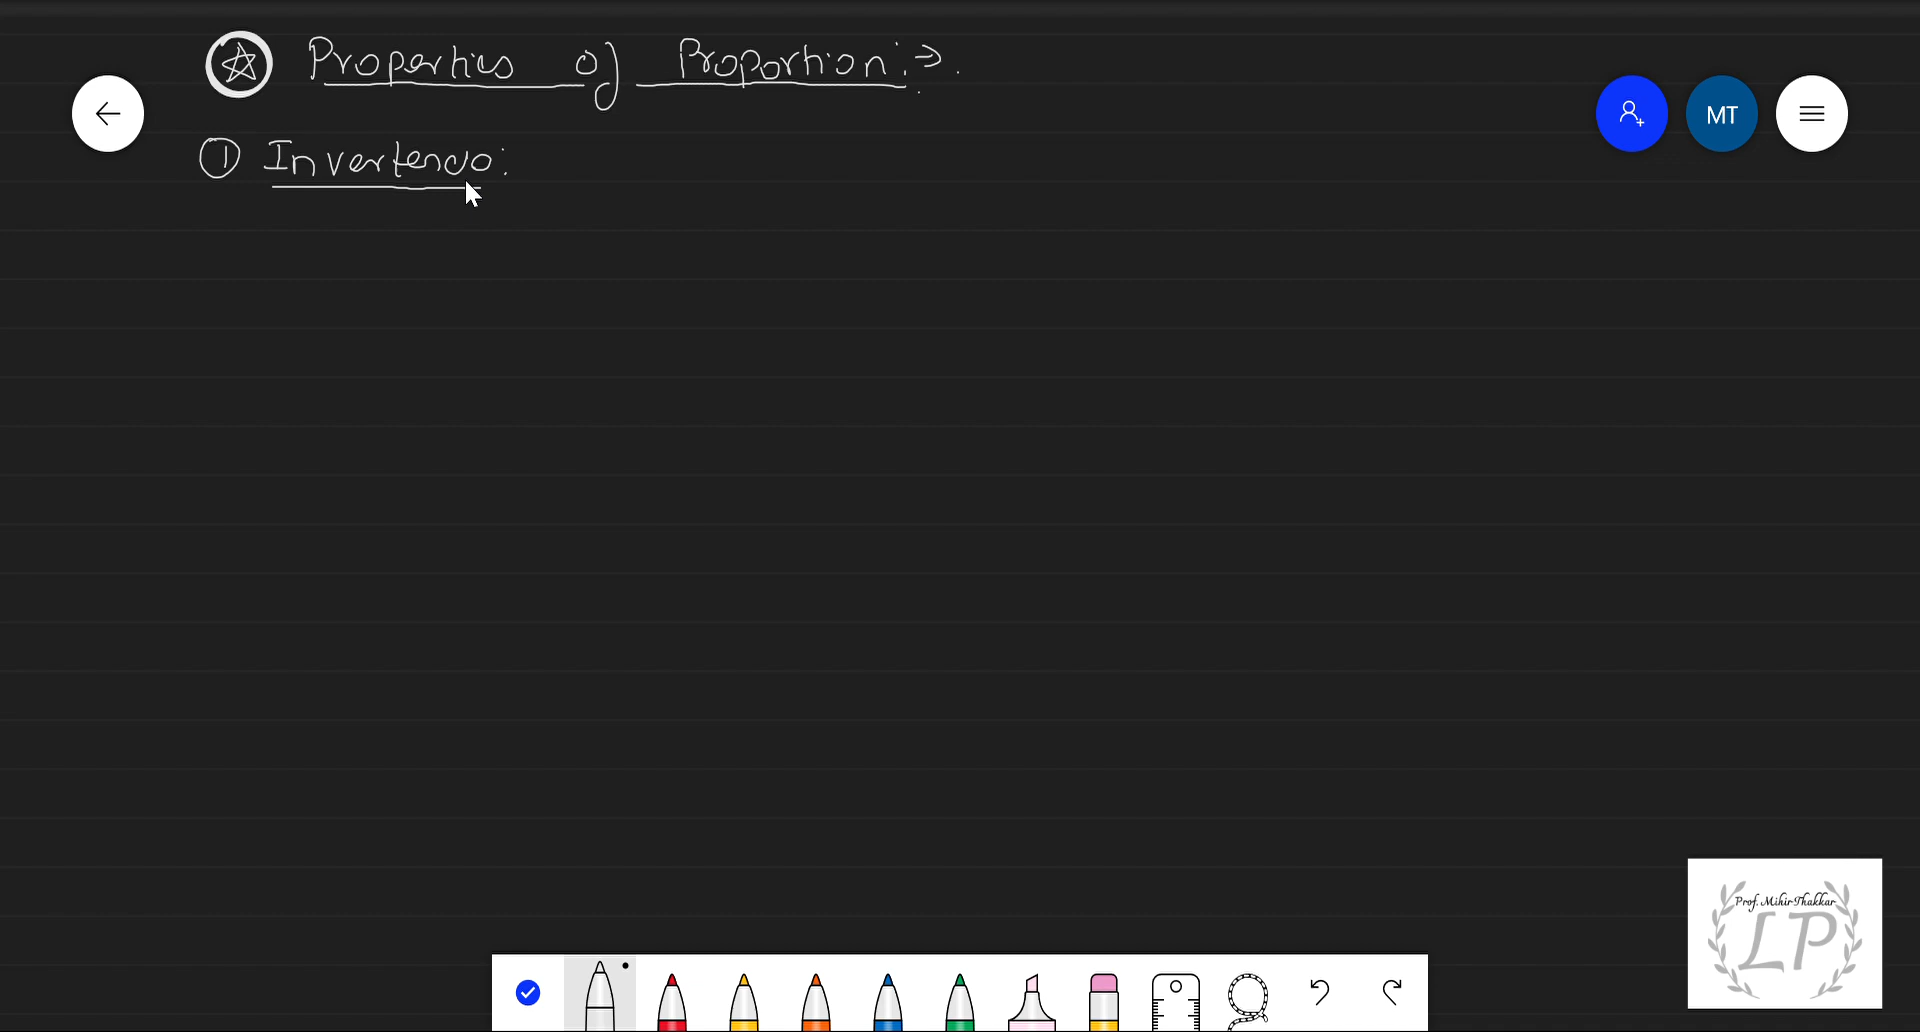 Properties of Proportion :⇒.
① Invertendo:
MT
Prof. Mihir Thakkar
LP